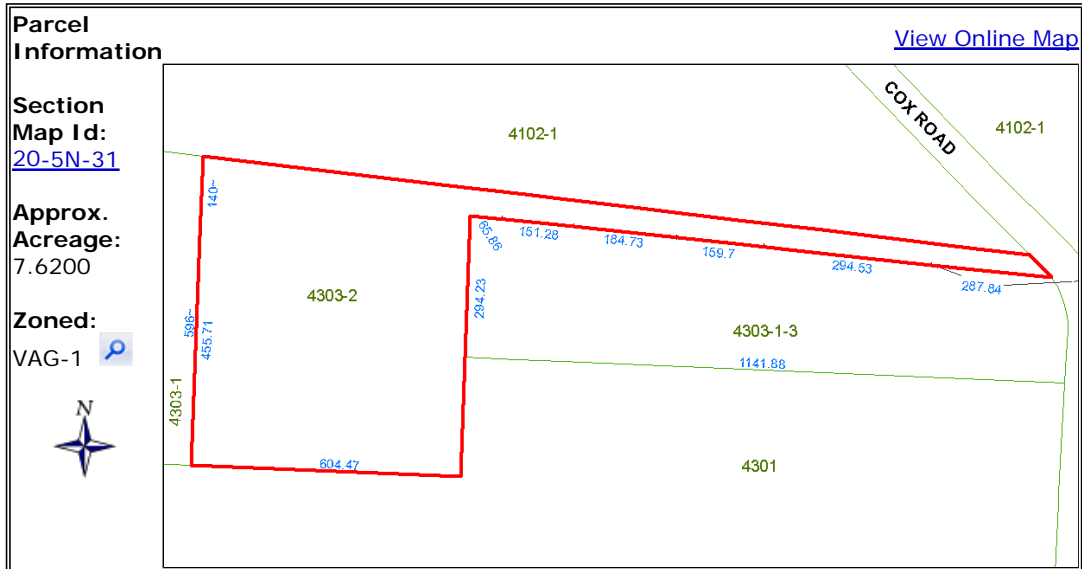 Parcel
Information
View Online Map
Section
Map Id:
20-5N-31
Approx.
Acreage:
7.6200
Zoned:
VAG-1
N
COX ROAD
4102-1
4102-1
140~
65.86
151.28
184.73
159.7
294.53
287.84
4303-2
294.23
596~
455.71
4303-1-3
1141.88
4303-1
604.47
4301